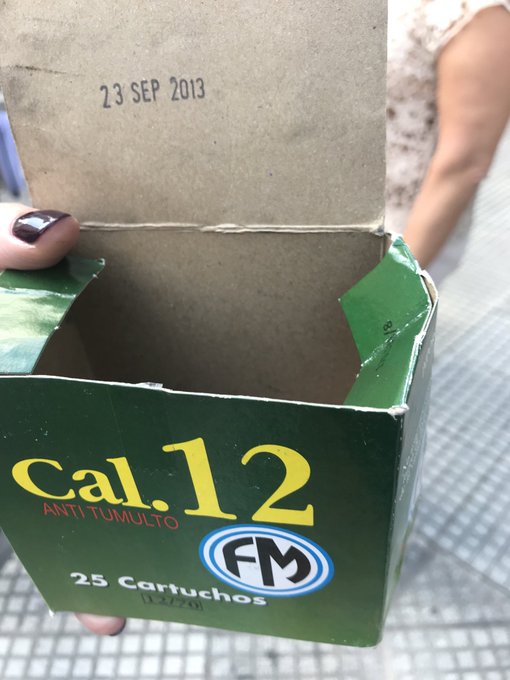 23 SEP 2013
Cal.12
ANTI TUMULTO
FM
25 Cartuchos
12/70